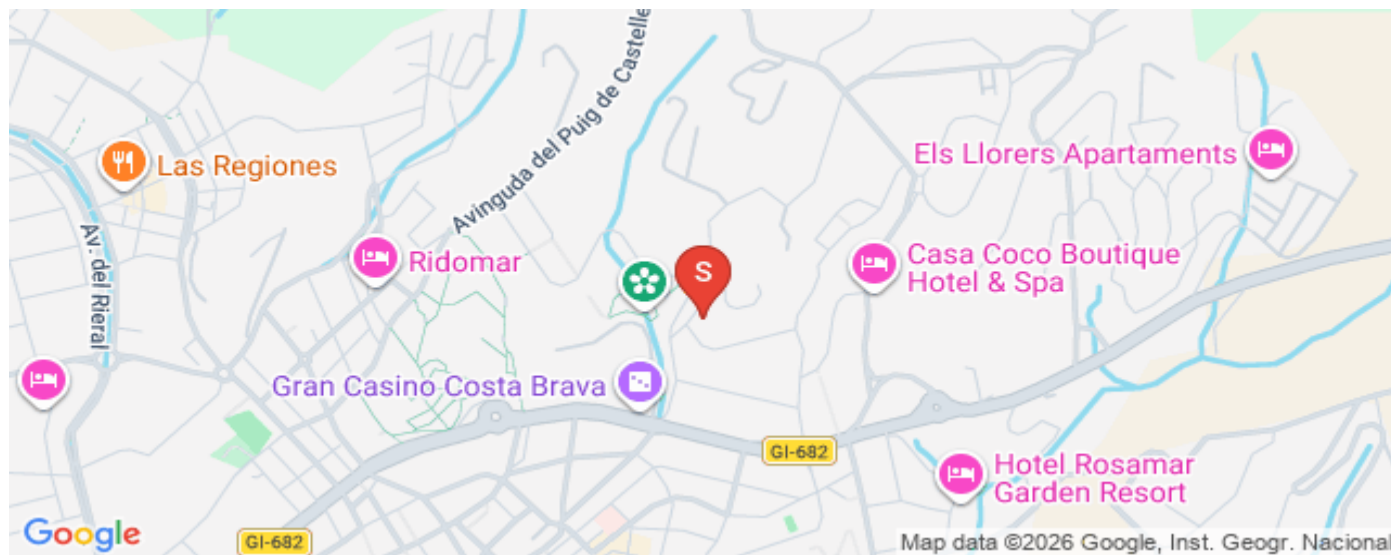 Avinguda del Puig de Castelle
Els Llorers Apartaments
Las Regiones
Av. del Rieral
Ridomar
S
Casa Coco Boutique
Hotel & Spa
Gran Casino Costa Brava
GI-682
Hotel Rosamar
Garden Resort
Google
GI-682
Map data ©2026 Google, Inst. Geogr. Nacional